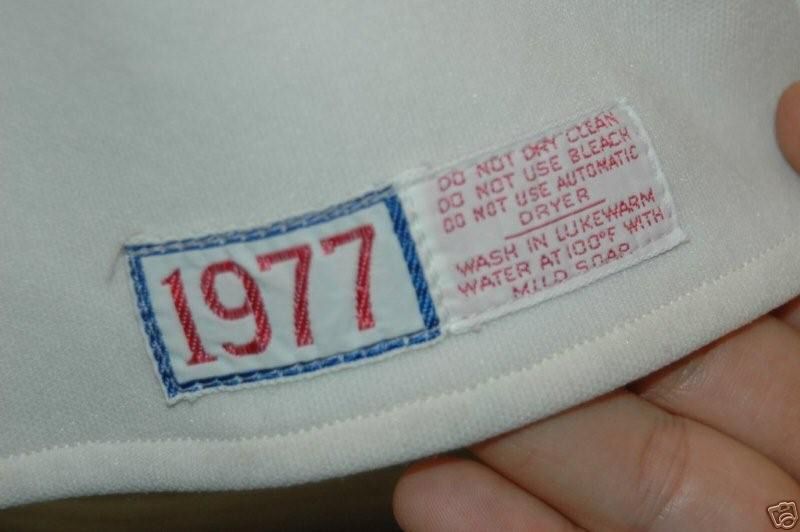 1977
DO NOT DRY CLEAN
DO NOT USE BLEACH
DO NOT USE AUTOMATIC
DRYER
WASH IN LUKEWARM
WATER AT 100°F WITH
MILD SOAP